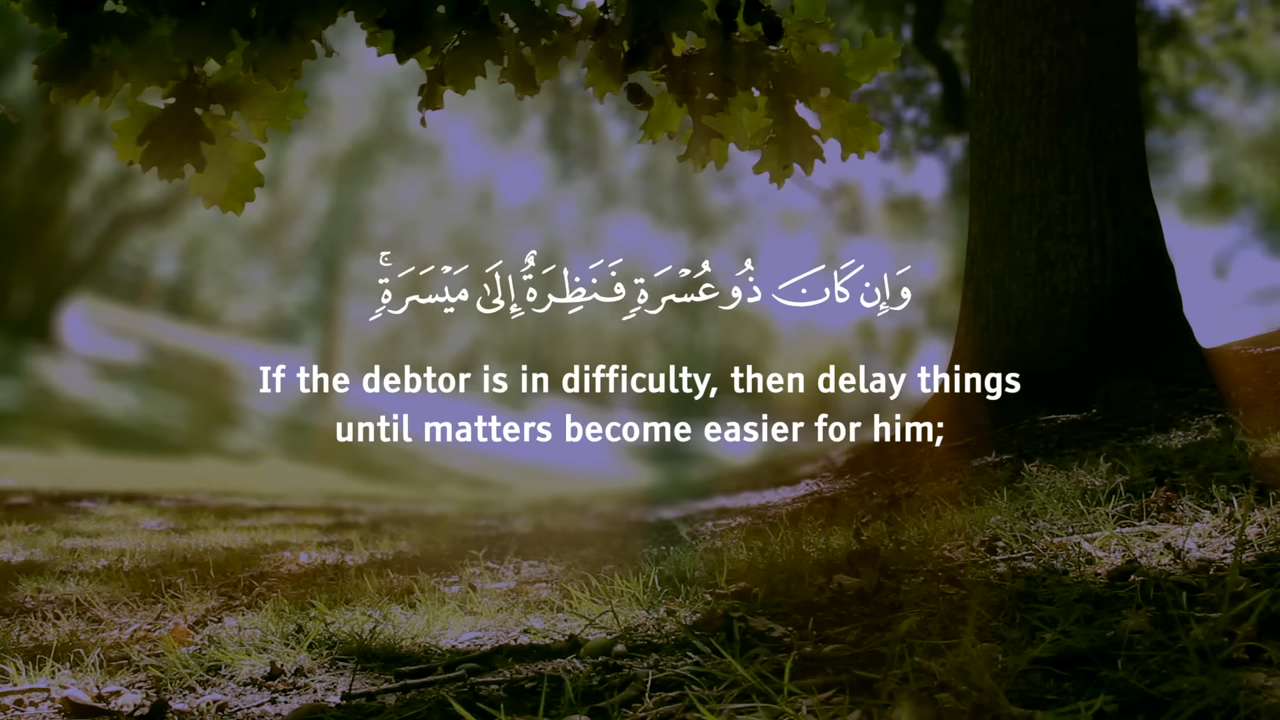 وَإِن كَانَ ذُو عُسْرَةٍ فَنَظِرَةٌ إِلَىٰ مَيْسَرَةٍ ۚ
If the debtor is in difficulty, then delay things
until matters become easier for him;